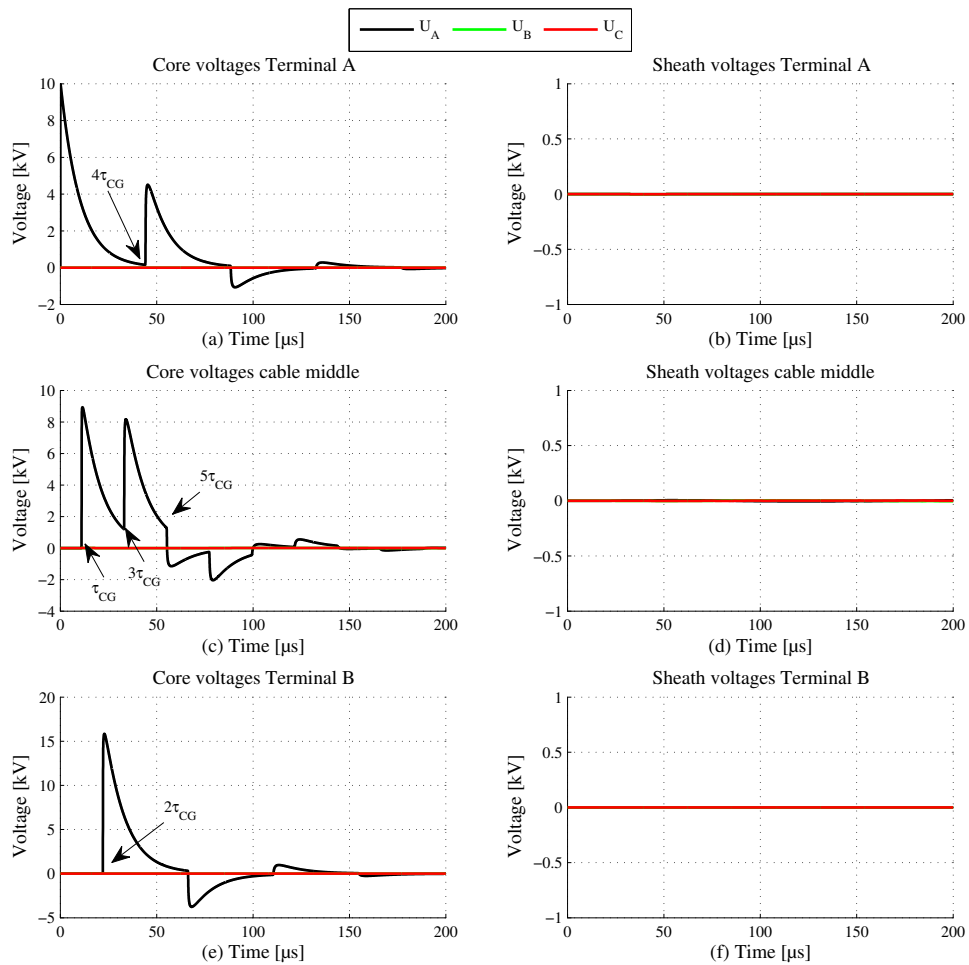 U_A U_B U_C
Core voltages Terminal A
Voltage [kV]
10
8
6
4
2
0
−2
4τ_CG
0 50 100 150 200
(a) Time [µs]
Sheath voltages Terminal A
Voltage [kV]
1
0.5
0
−0.5
−1
0 50 100 150 200
(b) Time [µs]
Core voltages cable middle
Voltage [kV]
10
8
6
4
2
0
−2
−4
5τ_CG
3τ_CG
τ_CG
0 50 100 150 200
(c) Time [µs]
Sheath voltages cable middle
Voltage [kV]
1
0.5
0
−0.5
−1
0 50 100 150 200
(d) Time [µs]
Core voltages Terminal B
Voltage [kV]
20
15
10
5
0
−5
2τ_CG
0 50 100 150 200
(e) Time [µs]
Sheath voltages Terminal B
Voltage [kV]
1
0.5
0
−0.5
−1
0 50 100 150 200
(f) Time [µs]